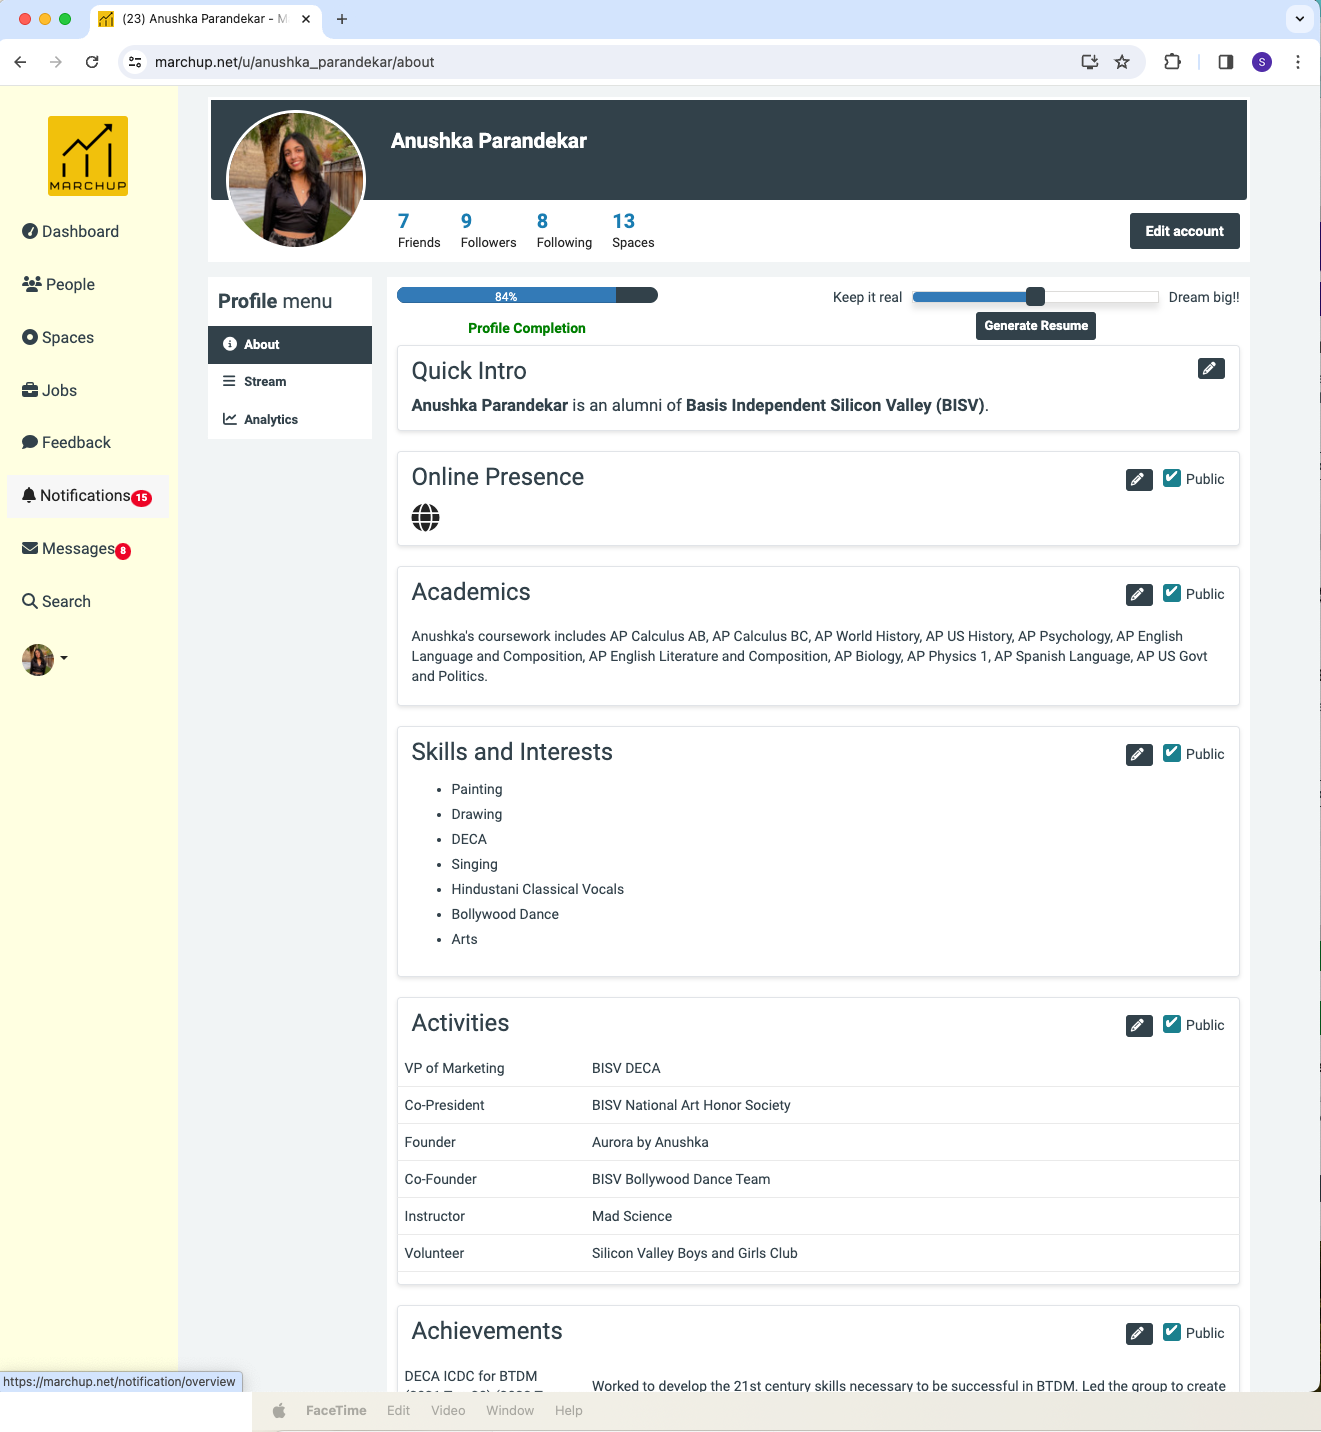 (23) Anushka Parandekar - M
marchup.net/u/anushka_parandekar/about
S
MARCHUP
Dashboard
People
Spaces
Jobs
Feedback
Notifications 15
Messages 8
Search
Anushka Parandekar
7 9 8 13
Friends Followers Following Spaces
Edit account
Profile menu
About
Stream
Analytics
84%
Profile Completion
Keep it real Dream big!!
Generate Resume
Quick Intro
Anushka Parandekar is an alumni of Basis Independent Silicon Valley (BISV).
Online Presence
Public
Academics
Public
Anushka's coursework includes AP Calculus AB, AP Calculus BC, AP World History, AP US History, AP Psychology, AP English
Language and Composition, AP English Literature and Composition, AP Biology, AP Physics 1, AP Spanish Language, AP US Govt
and Politics.
Skills and Interests
Public
• Painting
• Drawing
• DECA
• Singing
• Hindustani Classical Vocals
• Bollywood Dance
• Arts
Activities
Public
VP of Marketing BISV DECA
Co-President BISV National Art Honor Society
Founder Aurora by Anushka
Co-Founder BISV Bollywood Dance Team
Instructor Mad Science
Volunteer Silicon Valley Boys and Girls Club
Achievements
Public
DECA ICDC for BTDM
Worked to develop the 21st century skills necessary to be successful in BTDM. Led the group to create
https://marchup.net/notification/overview
FaceTime Edit Video Window Help